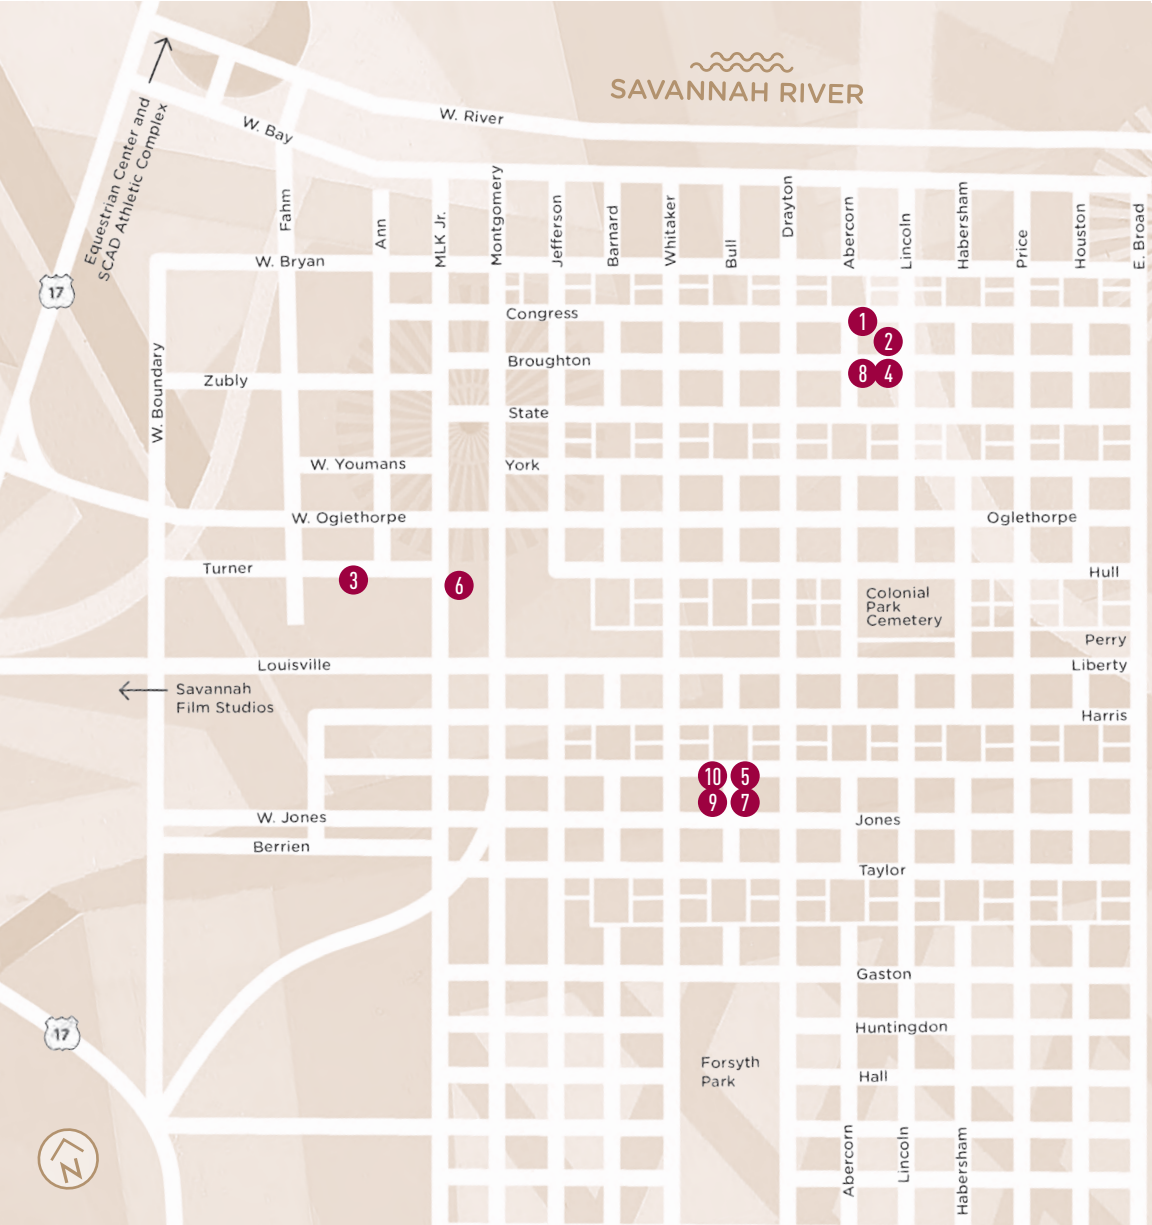 SAVANNAH RIVER
W. River
W. Bay
Equestrian Center and
SCAD Athletic Complex
17
Fahm
Ann
MLK Jr.
Montgomery
Jefferson
Barnard
Whitaker
Bull
Drayton
Abercorn
Lincoln
Habersham
Price
Houston
E. Broad
W. Bryan
Congress
1
2
Broughton
8
4
W. Boundary
Zubly
State
W. Youmans
York
W. Oglethorpe
Oglethorpe
Turner
3
6
Hull
Colonial
Park
Cemetery
Perry
Louisville
Liberty
Savannah
Film Studios
Harris
10
5
9
7
W. Jones
Jones
Berrien
Taylor
Gaston
17
Huntingdon
Forsyth
Park
Hall
Abercorn
Lincoln
Habersham
N